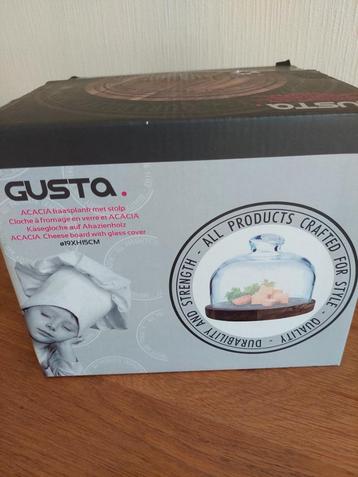 GUSTA.
GUSTA.
ACACIA kaasplank met stolp
Cloche à fromage en verre et ACACIA
Käseglocke auf Ahazienholz
ACACIA Cheese board with glass cover
ø19XH15CM
ALL PRODUCTS CRAFTED FOR STYLE - QUALITY - DURABILITY AND STRENGTH -